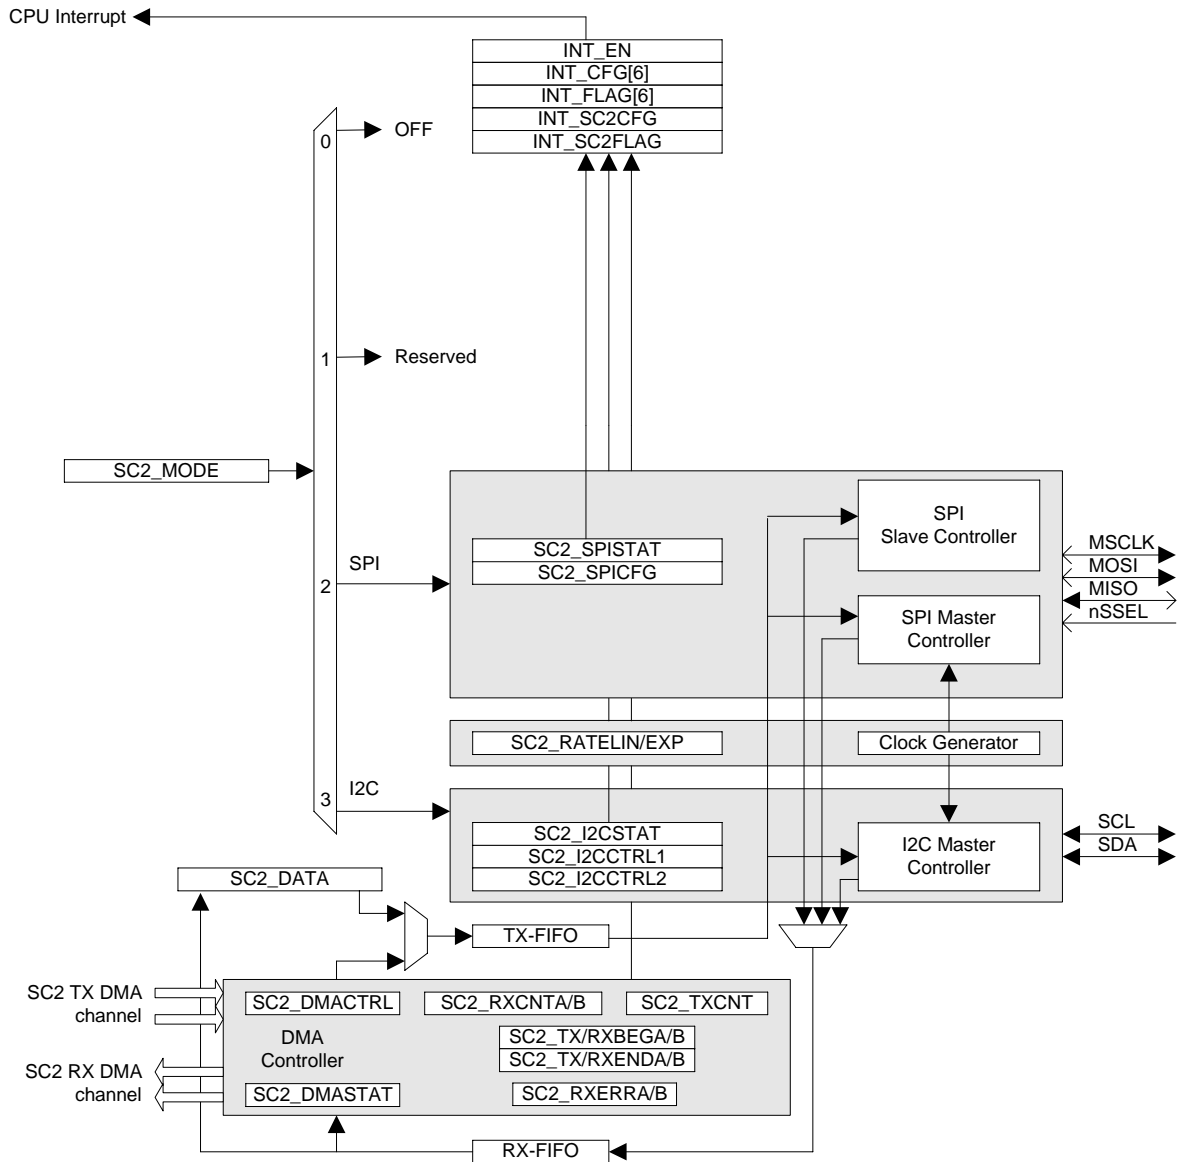 CPU Interrupt
INT_EN
INT_CFG[6]
INT_FLAG[6]
INT_SC2CFG
INT_SC2FLAG
0
OFF
1
Reserved
SC2_MODE
2
SPI
SC2_SPISTAT
SC2_SPICFG
SPI
Slave Controller
SPI Master
Controller
MSCLK
MOSI
MISO
nSSEL
SC2_RATELIN/EXP
Clock Generator
3
I2C
SC2_I2CSTAT
SC2_I2CCTRL1
SC2_I2CCTRL2
I2C Master
Controller
SCL
SDA
SC2_DATA
TX-FIFO
SC2 TX DMA
channel
SC2 RX DMA
channel
SC2_DMACTRL
SC2_RXCNTA/B
SC2_TXCNT
DMA
Controller
SC2_TX/RXBEGA/B
SC2_TX/RXENDA/B
SC2_DMASTAT
SC2_RXERRA/B
RX-FIFO